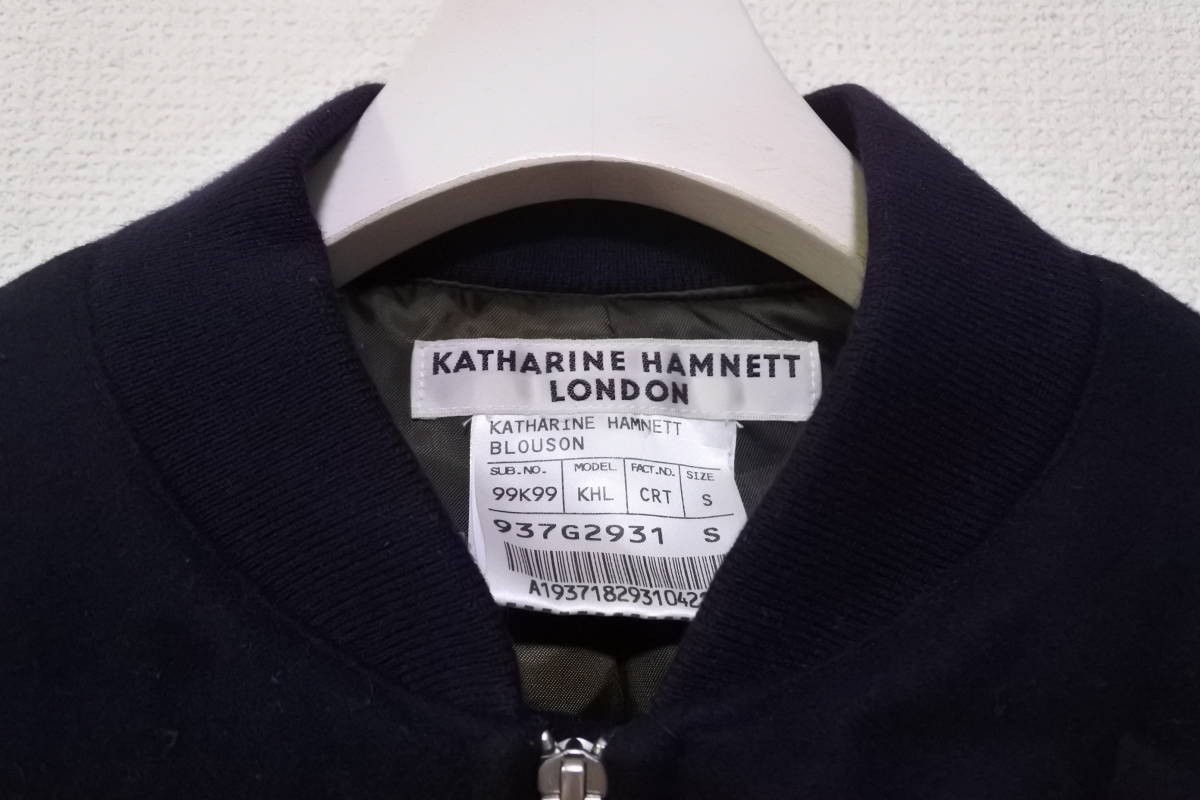 KATHARINE HAMNETT
LONDON
KATHARINE HAMNETT
BLOUSON
SUB.NO. MODEL FACT.NO. SIZE
99K99 KHL CRT S
937G2931 S